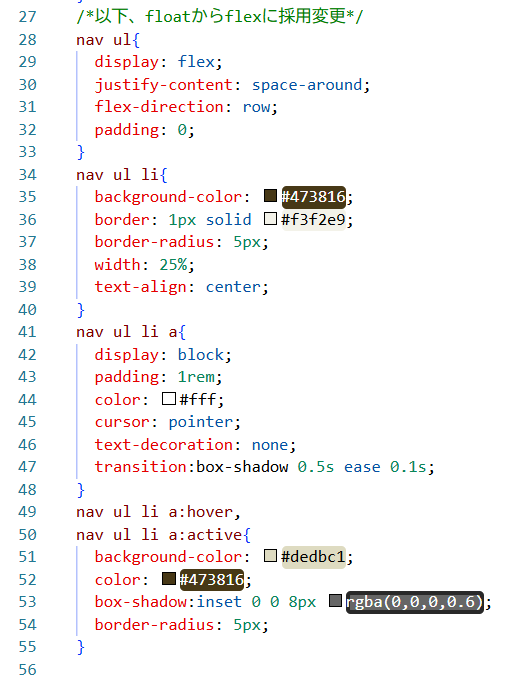 27 /*以下、floatからflexに採用変更*/
28 nav ul{
29 display: flex;
30 justify-content: space-around;
31 flex-direction: row;
32 padding: 0;
33 }
34 nav ul li{
35 background-color: #473816;
36 border: 1px solid #f3f2e9;
37 border-radius: 5px;
38 width: 25%;
39 text-align: center;
40 }
41 nav ul li a{
42 display: block;
43 padding: 1rem;
44 color: #fff;
45 cursor: pointer;
46 text-decoration: none;
47 transition:box-shadow 0.5s ease 0.1s;
48 }
49 nav ul li a:hover,
50 nav ul li a:active{
51 background-color: #dedbc1;
52 color: #473816;
53 box-shadow:inset 0 0 8px rgba(0,0,0,0.6);
54 border-radius: 5px;
55 }
56